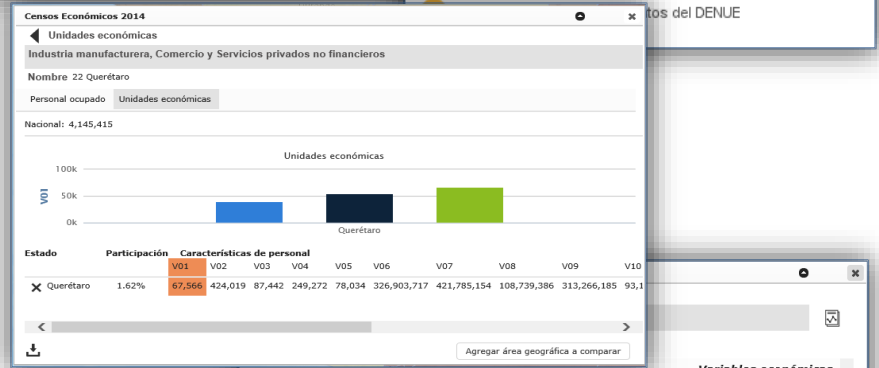 Censos Económicos 2014
tos del DENUE
Unidades económicas
Industria manufacturera, Comercio y Servicios privados no financieros
Nombre 22 Querétaro
Personal ocupado Unidades económicas
Nacional: 4,145,415
Unidades económicas
100k
V01
50k
0k
Querétaro
Estado Participación Características de personal
V01 V02 V03 V04 V05 V06 V07 V08 V09 V10
Querétaro 1.62% 67,566 424,019 87,442 249,272 78,034 326,903,717 421,785,154 108,739,386 313,266,185 93,1
Agregar área geográfica a comparar
Variables económicas